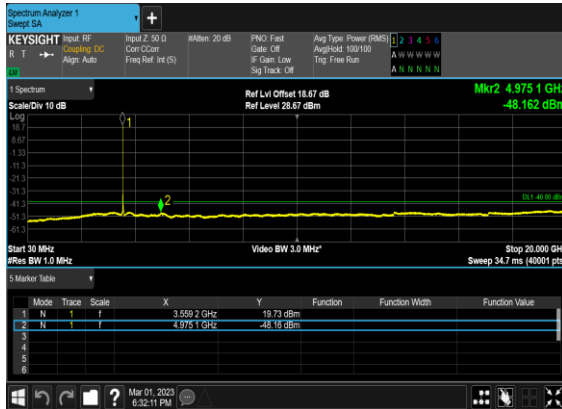 Spectrum Analyzer 1
Swept SA
+
KEYSIGHT
R T
Input: RF
Coupling: DC
Align: Auto
Input Z: 50 Ω
Corr CCorr
Freq Ref: Int (S)
#Atten: 20 dB
PNO: Fast
Gate: Off
IF Gain: Low
Sig Track: Off
Avg Type: Power (RMS)
Avg|Hold: 100/100
Trig: Free Run
1 2 3 4 5 6
A W W W W W
A N N N N N
1 Spectrum
Scale/Div 10 dB
Ref Lvl Offset 18.67 dB
Ref Level 28.67 dBm
Mkr2 4.975 1 GHz
-48.162 dBm
Log
18.7
8.67
-1.33
-11.3
-21.3
-31.3
-41.3
-51.3
-61.3
1
2
DL1 -40.00 dB
Start 30 MHz
#Res BW 1.0 MHz
Video BW 3.0 MHz*
Stop 20.000 GH
Sweep 34.7 ms (40001 pts
5 Marker Table
Mode Trace Scale X Y Function Function Width Function Value
1 N 1 f 3.559 2 GHz 19.73 dBm
2 N 1 f 4.975 1 GHz -48.16 dBm
3
4
5
6
?
Mar 01, 2023
6:32:11 PM